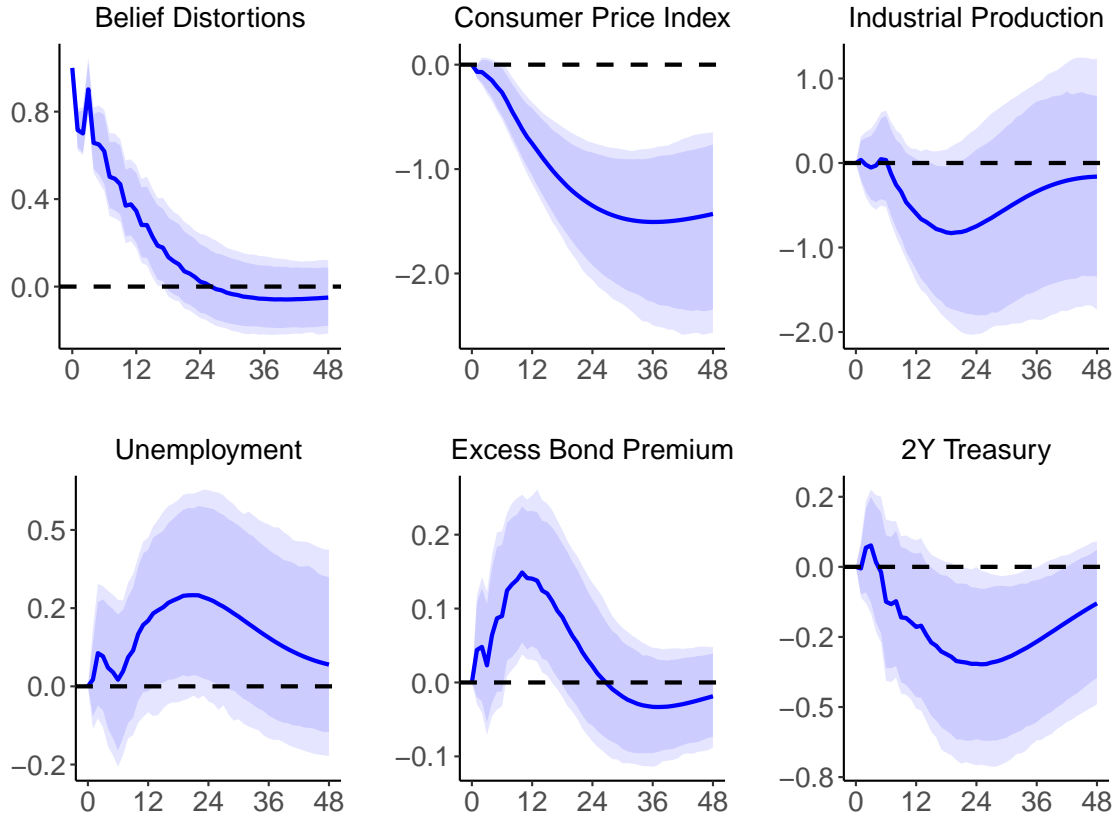 Belief Distortions Consumer Price Index Industrial Production
0.8
0.4
0.0
0 12 24 36 48
0.0
−1.0
−2.0
0 12 24 36 48
1.0
0.0
−1.0
−2.0
0 12 24 36 48
Unemployment Excess Bond Premium 2Y Treasury
0.5
0.2
0.0
−0.2
0 12 24 36 48
0.2
0.1
0.0
−0.1
0 12 24 36 48
0.2
0.0
−0.2
−0.5
−0.8
0 12 24 36 48